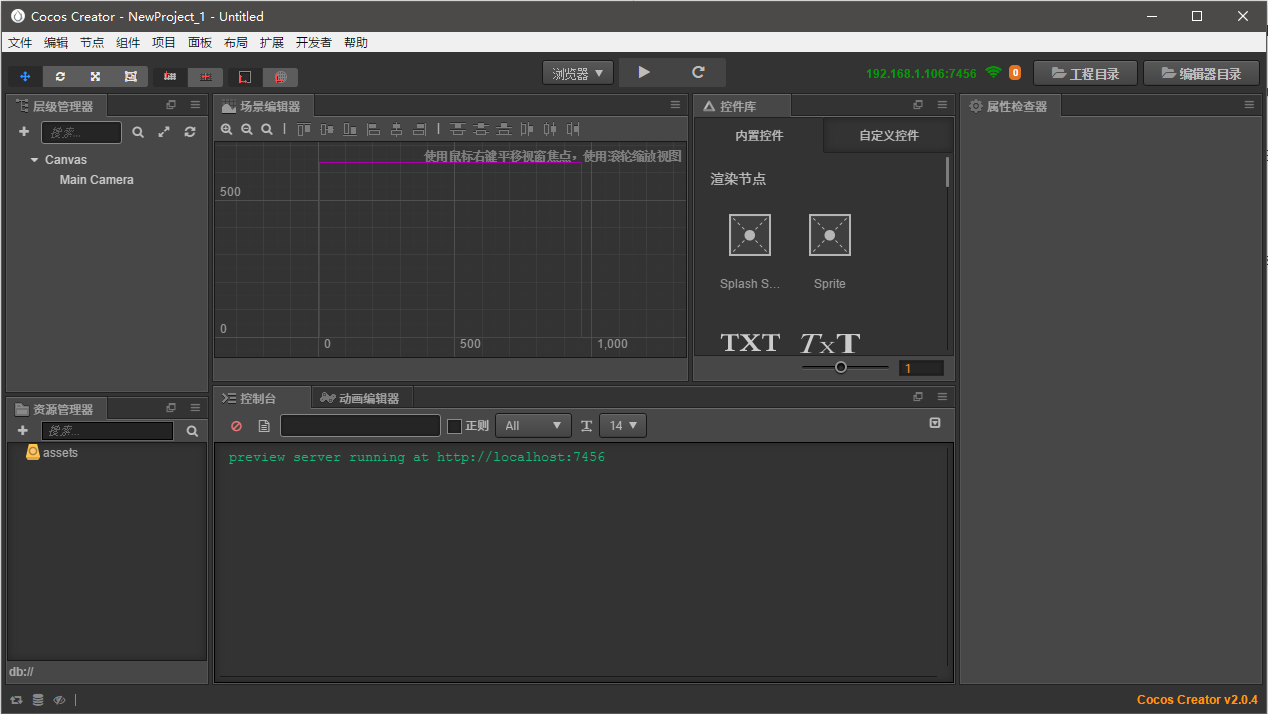 Cocos Creator - NewProject_1 - Untitled
文件 编辑 节点 组件 项目 面板 布局 扩展 开发者 帮助
浏览器
192.168.1.106:7456
0
工程目录
编辑器目录
层级管理器
搜索...
Canvas
Main Camera
场景编辑器
使用鼠标右键平移视窗焦点，使用滚轮缩放视图
500
0
0 500 1,000
控件库
内置控件 自定义控件
渲染节点
Splash S... Sprite
TXT TXT
1
属性检查器
资源管理器
搜索...
assets
db://
控制台 动画编辑器
正则 All 14
preview server running at http://localhost:7456
Cocos Creator v2.0.4